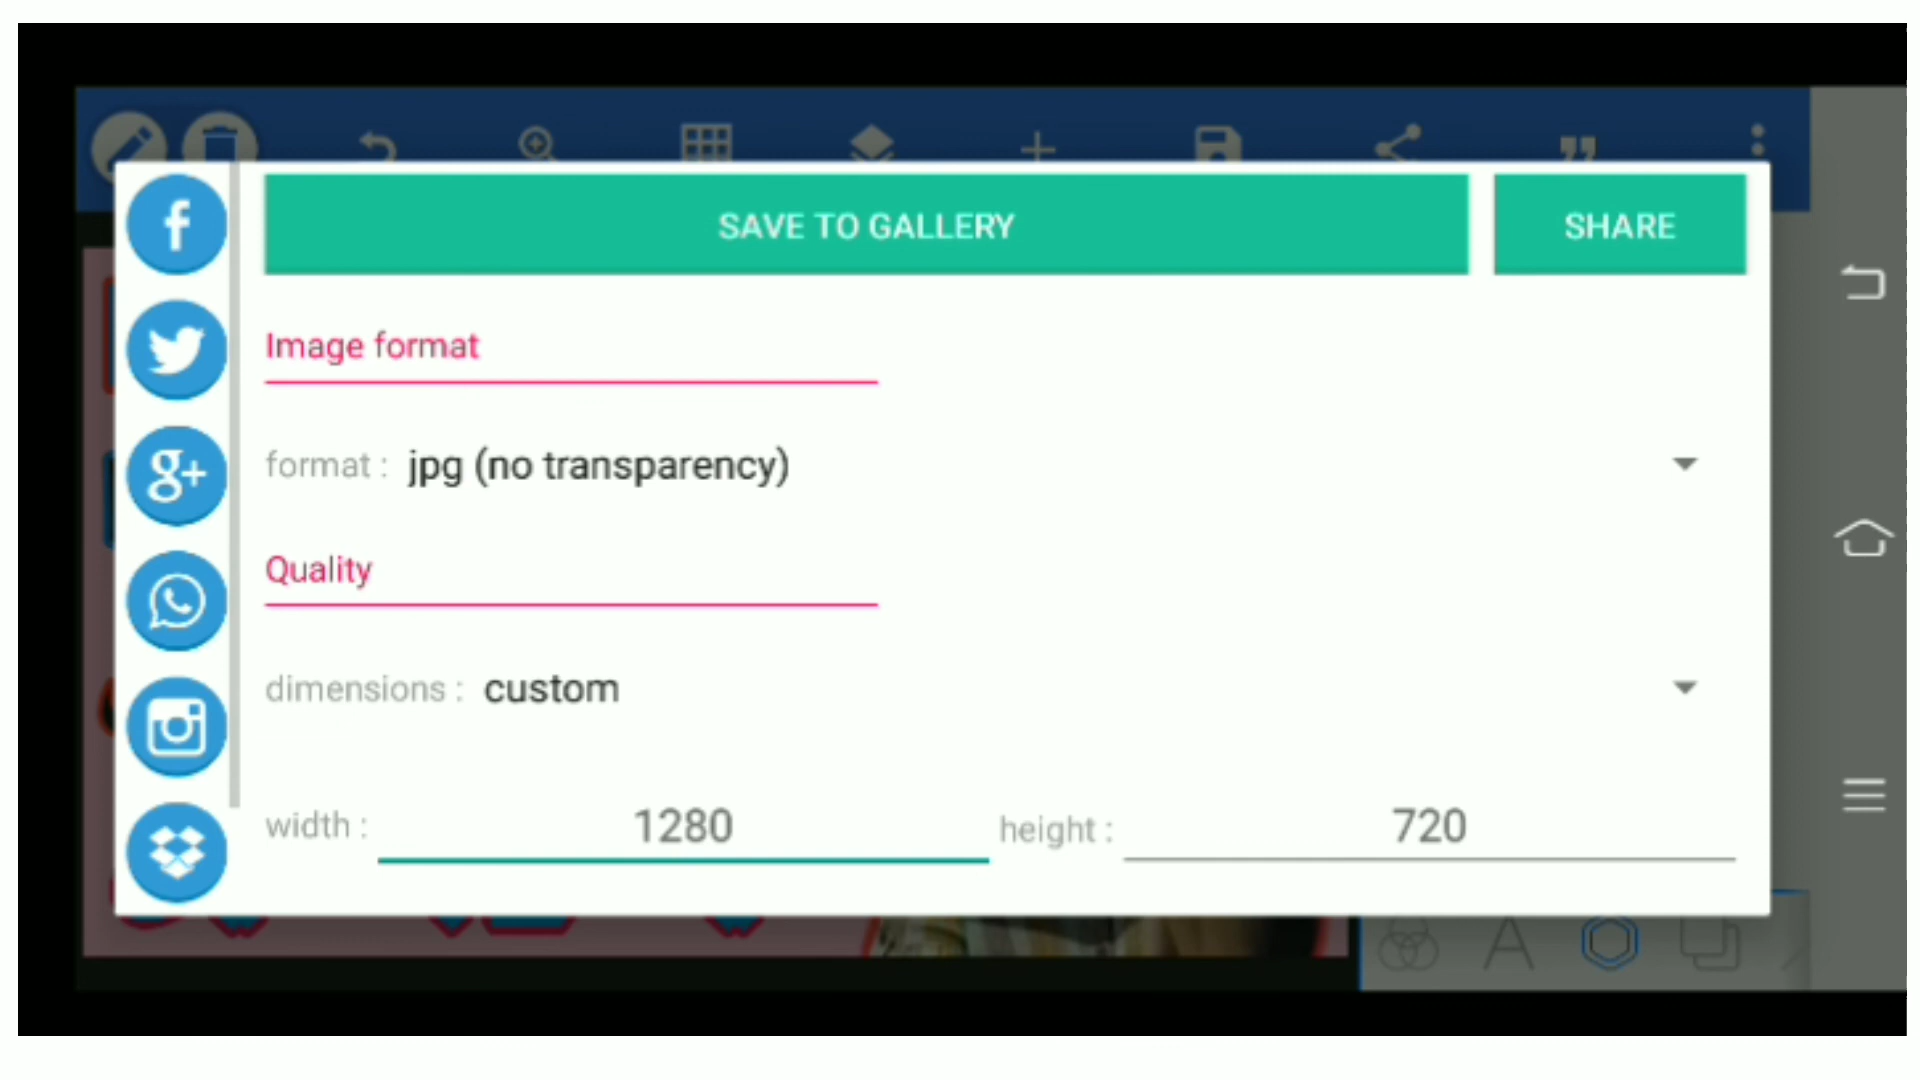 SAVE TO GALLERY
SHARE
Image format
format : jpg (no transparency)
Quality
dimensions : custom
width : 1280 height : 720